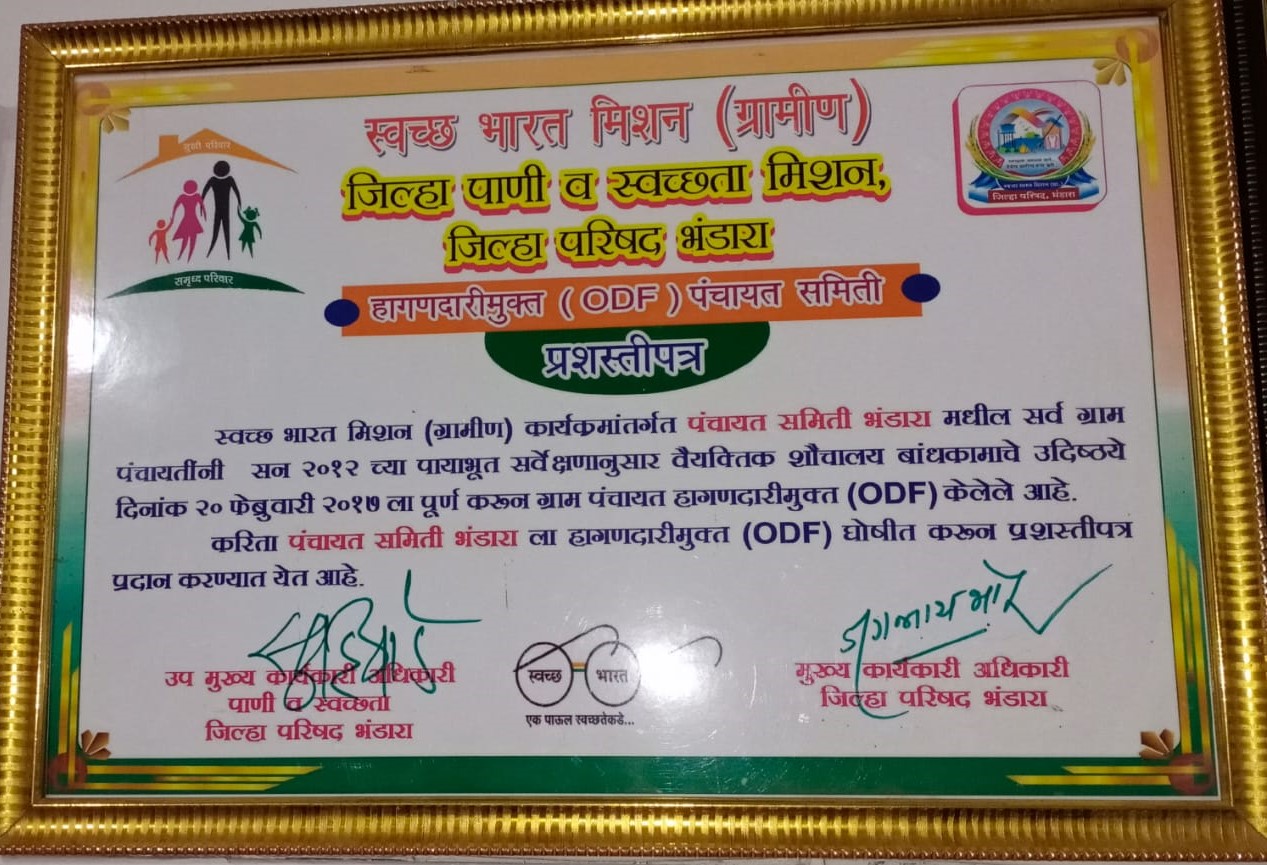 स्वच्छ भारत मिशन (ग्रामीण)
जिल्हा पाणी व स्वच्छता मिशन,
जिल्हा परिषद भंडारा
सुखी परिवार
समृध्द परिवार
जिल्हा परिषद, भंडारा
हागणदारीमुक्त ( ODF ) पंचायत समिती
प्रशस्तीपत्र
स्वच्छ भारत मिशन (ग्रामीण) कार्यकमांतर्गत पंचायत समिती भंडारा मधील सर्व ग्राम
पंचायतींनी सन २०१२ च्या पायाभूत सर्वेक्षणानुसार वैयक्तिक शौचालय बांधकामाचे उदिष्ठये
दिनांक २० फेब्रुवारी २०१७ ला पूर्ण करून ग्राम पंचायत हागणदारीमुक्त (ODF) केलेले आहे.
करिता पंचायत समिती भंडारा ला हागणदारीमुक्त (ODF) घोषीत करून प्रशस्तीपत्र
प्रदान करण्यात येत आहे.
उप मुख्य कार्यकारी अधिकारी
पाणी व स्वच्छता
जिल्हा परिषद भंडारा
स्वच्छ भारत
एक पाऊल स्वच्छतेकडे...
मुख्य कार्यकारी अधिकारी
जिल्हा परिषद भंडारा